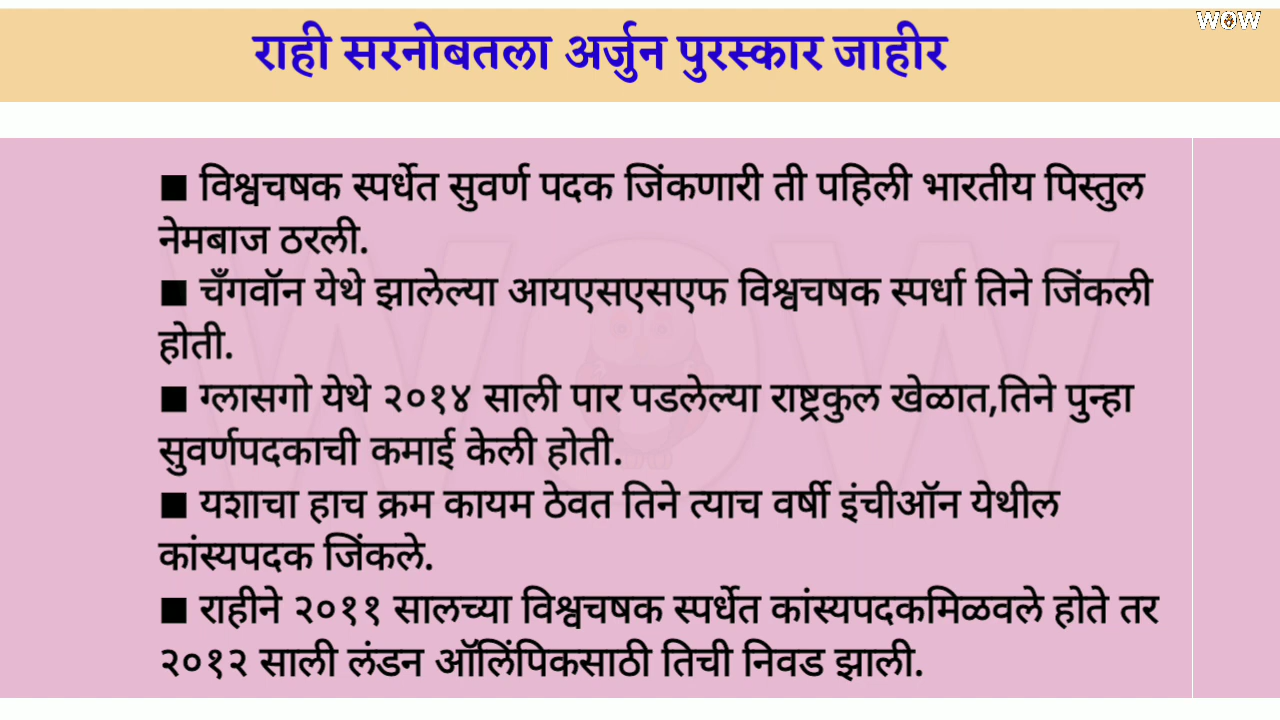 WOW
राही सरनोबतला अर्जुन पुरस्कार जाहीर
■ विश्वचषक स्पर्धेत सुवर्ण पदक जिंकणारी ती पहिली भारतीय पिस्तुल
नेमबाज ठरली.
■ चँगवॉन येथे झालेल्या आयएसएसएफ विश्वचषक स्पर्धा तिने जिंकली
होती.
■ ग्लासगो येथे २०१४ साली पार पडलेल्या राष्ट्रकुल खेळात,तिने पुन्हा
सुवर्णपदकाची कमाई केली होती.
■ यशाचा हाच क्रम कायम ठेवत तिने त्याच वर्षी इंचीऑन येथील
कांस्यपदक जिंकले.
■ राहीने २०११ सालच्या विश्वचषक स्पर्धेत कांस्यपदकमिळवले होते तर
२०१२ साली लंडन ऑलिंपिकसाठी तिची निवड झाली.
WOW